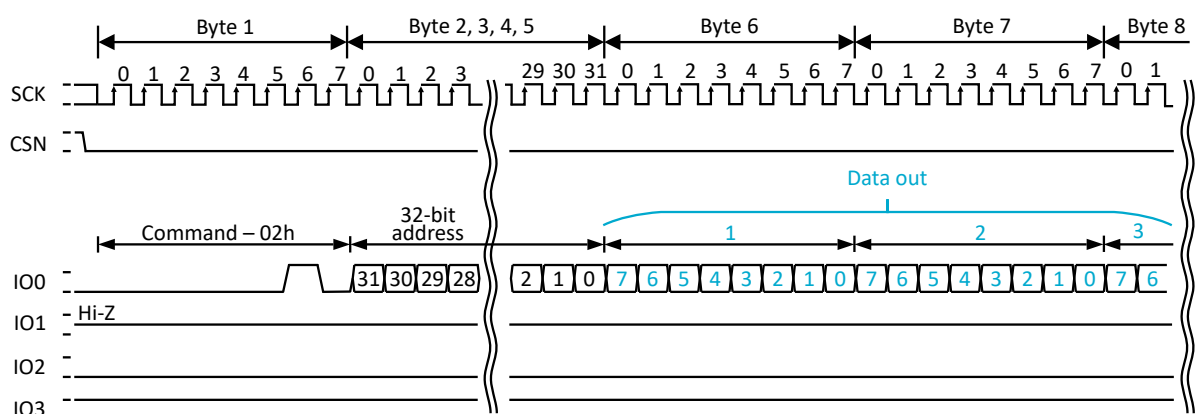 Byte 1 Byte 2, 3, 4, 5 Byte 6 Byte 7 Byte 8
0 1 2 3 4 5 6 7 0 1 2 3 29 30 31 0 1 2 3 4 5 6 7 0 1 2 3 4 5 6 7 0 1
SCK
CSN
Data out
32-bit
address
Command – 02h 1 2 3
IO0 31 30 29 28 2 1 0 7 6 5 4 3 2 1 0 7 6 5 4 3 2 1 0 7 6
Hi-Z
IO1
IO2
IO3